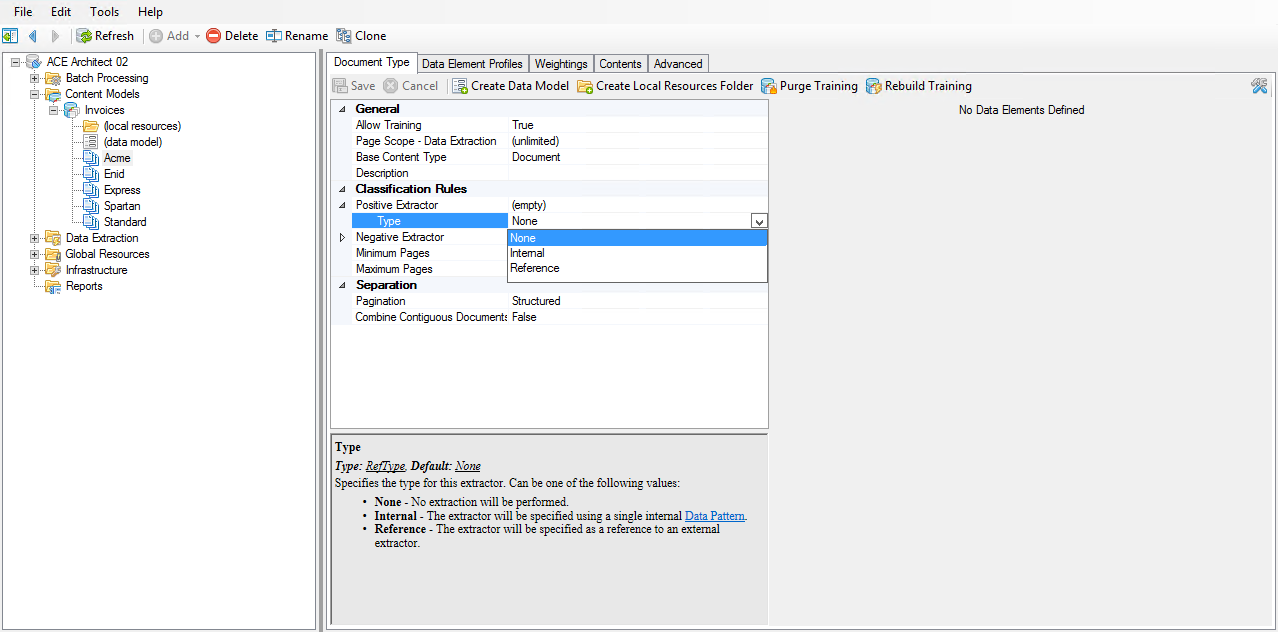 File Edit Tools Help
Refresh Add Delete Rename Clone
ACE Architect 02
Batch Processing
Content Models
Invoices
(local resources)
(data model)
Acme
Enid
Express
Spartan
Standard
Data Extraction
Global Resources
Infrastructure
Reports
Document Type Data Element Profiles Weightings Contents Advanced
Save Cancel Create Data Model Create Local Resources Folder Purge Training Rebuild Training
General
Allow Training True
Page Scope - Data Extraction (unlimited)
Base Content Type Document
Description
Classification Rules
Positive Extractor (empty)
Type None
Negative Extractor None
Minimum Pages Internal
Maximum Pages Reference
Separation
Pagination Structured
Combine Contiguous Documents False
No Data Elements Defined
Type
Type: RefType, Default: None
Specifies the type for this extractor. Can be one of the following values:
• None - No extraction will be performed.
• Internal - The extractor will be specified using a single internal Data Pattern.
• Reference - The extractor will be specified as a reference to an external
extractor.